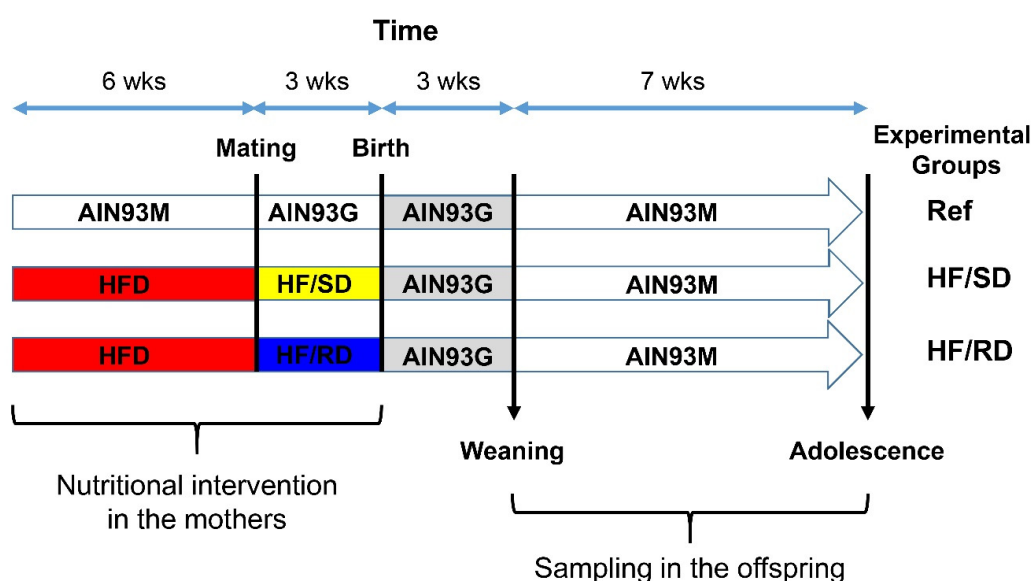 Time
6 wks 3 wks 3 wks 7 wks
Mating Birth Experimental
Groups
AIN93M AIN93G AIN93G AIN93M Ref
HFD HF/SD AIN93G AIN93M HF/SD
HFD HF/RD AIN93G AIN93M HF/RD
Weaning Adolescence
Nutritional intervention
in the mothers
Sampling in the offspring